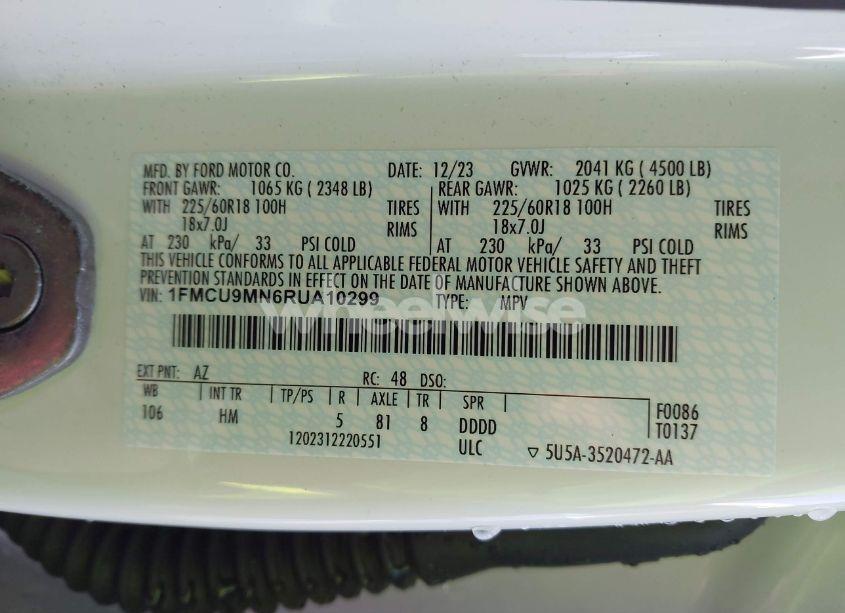 MFD. BY FORD MOTOR CO. DATE: 12/23 GVWR: 2041 KG ( 4500 LB)
FRONT GAWR: 1065 KG ( 2348 LB) REAR GAWR: 1025 KG ( 2260 LB)
WITH 225/60R18 100H TIRES WITH 225/60R18 100H TIRES
18x7.0J RIMS 18x7.0J RIMS
AT 230 kPa/ 33 PSI COLD AT 230 kPa/ 33 PSI COLD
THIS VEHICLE CONFORMS TO ALL APPLICABLE FEDERAL MOTOR VEHICLE SAFETY AND THEFT
PREVENTION STANDARDS IN EFFECT ON THE DATE OF MANUFACTURE SHOWN ABOVE.
VIN: 1FMCU9MN6RUA10299 TYPE: MPV
wheelwise
EXT PNT: AZ RC: 48 DSO:
WB INT TR TP/PS R AXLE TR SPR
106 HM 5 81 8 DDDD F0086
T0137
1202312220551 ULC ▽ 5U5A-3520472-AA